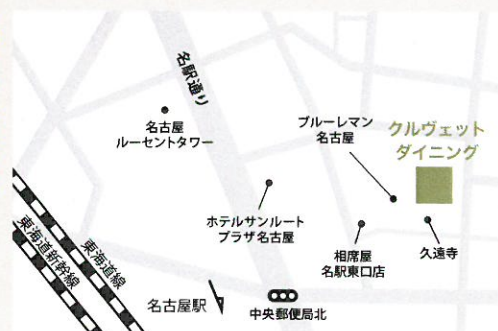 名駅通り
名古屋
ルーセントタワー
ブルーレマン
名古屋
クルヴェット
ダイニング
ホテルサンルート
プラザ名古屋
相席屋
名駅東口店
久遠寺
東海道線
東海道新幹線
名古屋駅
中央郵便局北